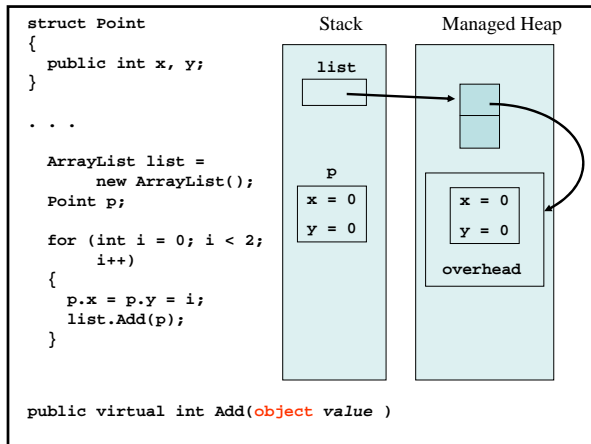 struct Point
{
public int x, y;
}
. . .
ArrayList list =
new ArrayList();
Point p;
for (int i = 0; i < 2;
i++)
{
p.x = p.y = i;
list.Add(p);
}
Stack
list
p
x = 0
y = 0
Managed Heap
x = 0
y = 0
overhead
public virtual int Add(object value )